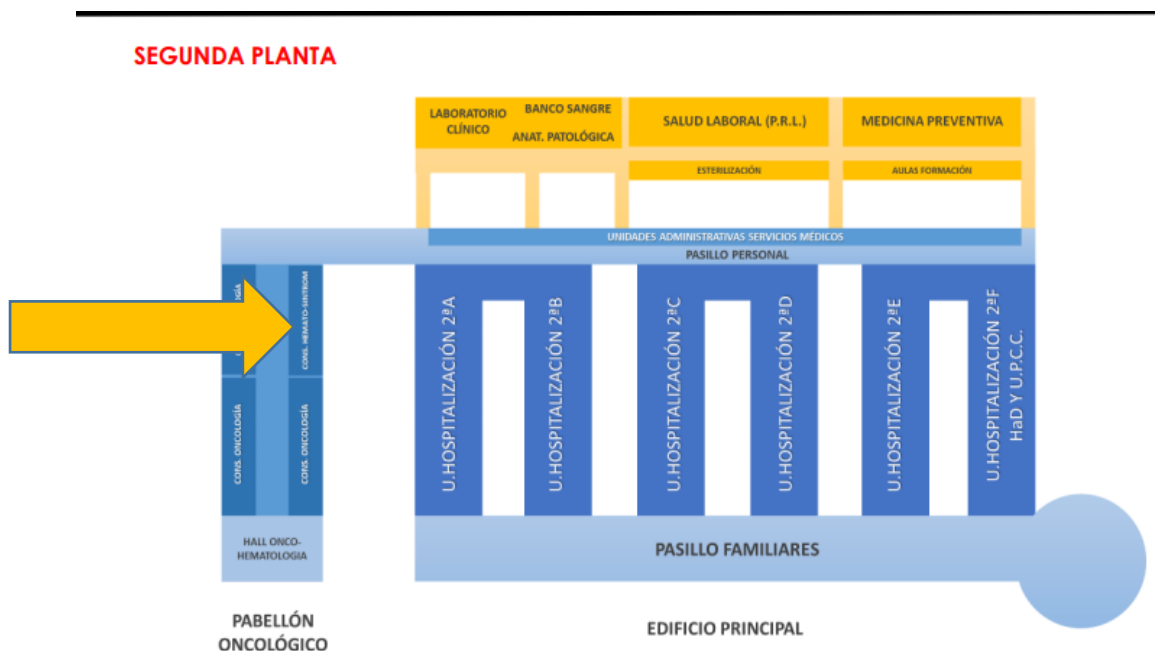 SEGUNDA PLANTA
LABORATORIO
CLÍNICO
BANCO SANGRE
ANAT. PATOLÓGICA
SALUD LABORAL (P.R.L.)
MEDICINA PREVENTIVA
ESTERILIZACIÓN
AULAS FORMACIÓN
UNIDADES ADMINISTRATIVAS SERVICIOS MÉDICOS
PASILLO PERSONAL
CONS. HEMATO-SINTROM
CONS. ONCOLOGÍA
CONS. ONCOLOGÍA
U.HOSPITALIZACIÓN 2ªA
U.HOSPITALIZACIÓN 2ªB
U.HOSPITALIZACIÓN 2ªC
U.HOSPITALIZACIÓN 2ªD
U.HOSPITALIZACIÓN 2ªE
U.HOSPITALIZACIÓN 2ªF
HaD Y U.P.C.C.
HALL ONCO-
HEMATOLOGIA
PASILLO FAMILIARES
PABELLÓN
ONCOLÓGICO
EDIFICIO PRINCIPAL